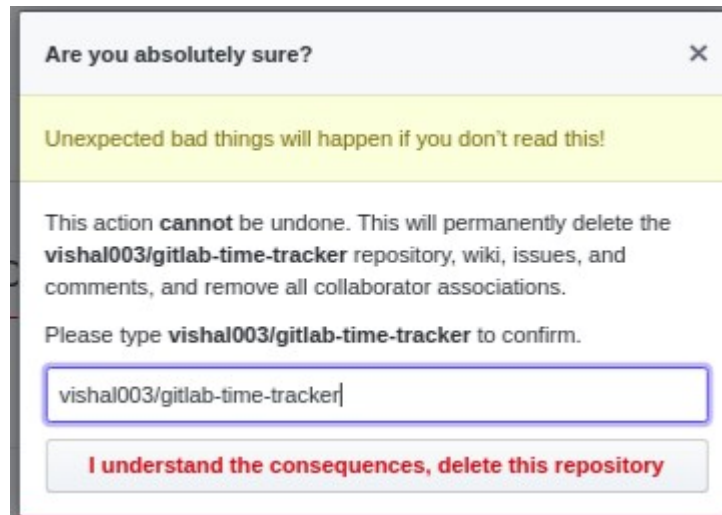 Are you absolutely sure?
Unexpected bad things will happen if you don't read this!
This action cannot be undone. This will permanently delete the
vishal003/gitlab-time-tracker repository, wiki, issues, and
comments, and remove all collaborator associations.
Please type vishal003/gitlab-time-tracker to confirm.
vishal003/gitlab-time-tracker
I understand the consequences, delete this repository